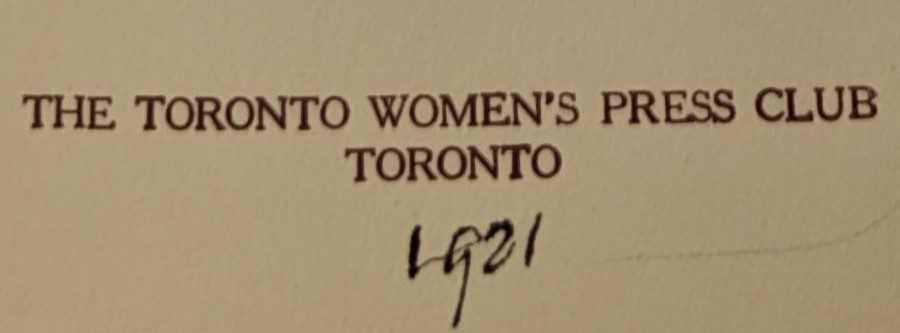 THE TORONTO WOMEN'S PRESS CLUB
TORONTO
1921